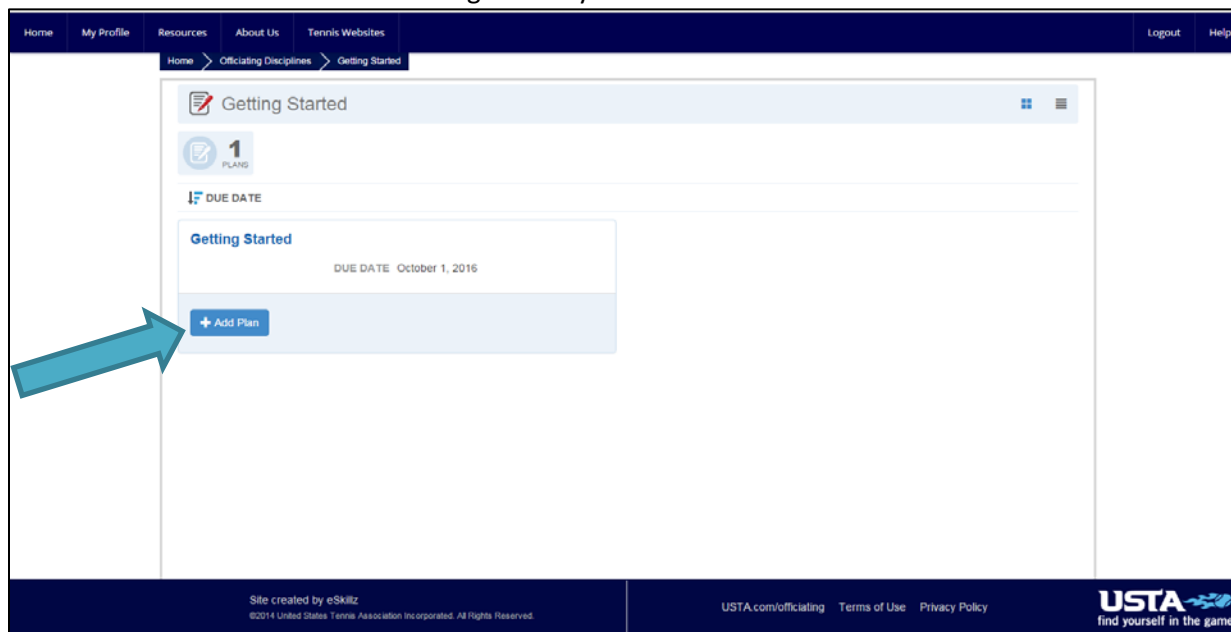 Home My Profile Resources About Us Tennis Websites Logout Help
Home Officiating Disciplines Getting Started
Getting Started
1
PLANS
DUE DATE
Getting Started
DUE DATE October 1, 2016
+ Add Plan
Site created by eSkillz
©2014 United States Tennis Association Incorporated. All Rights Reserved.
USTA.com/officiating Terms of Use Privacy Policy
USTA
find yourself in the game